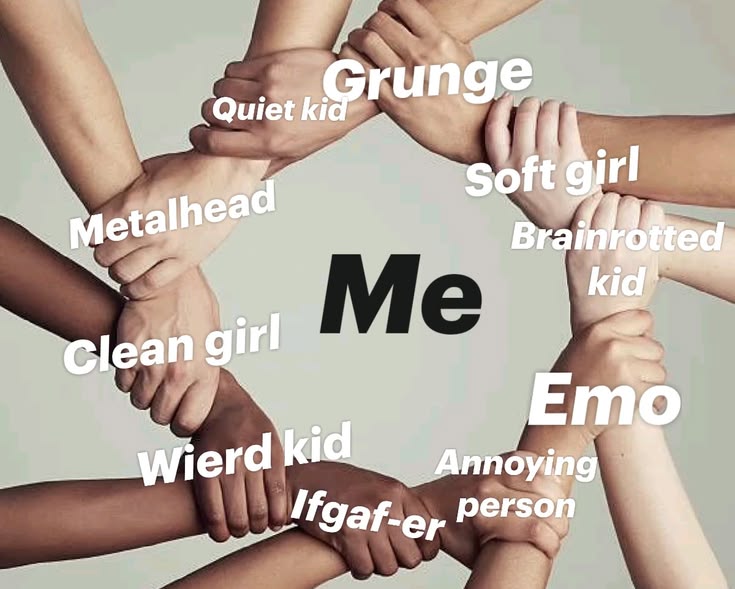 Grunge
Quiet kid
Soft girl
Metalhead
Brainrotted
kid
Me
Clean girl
Emo
Wierd kid
Annoying
person
Ifgaf-er